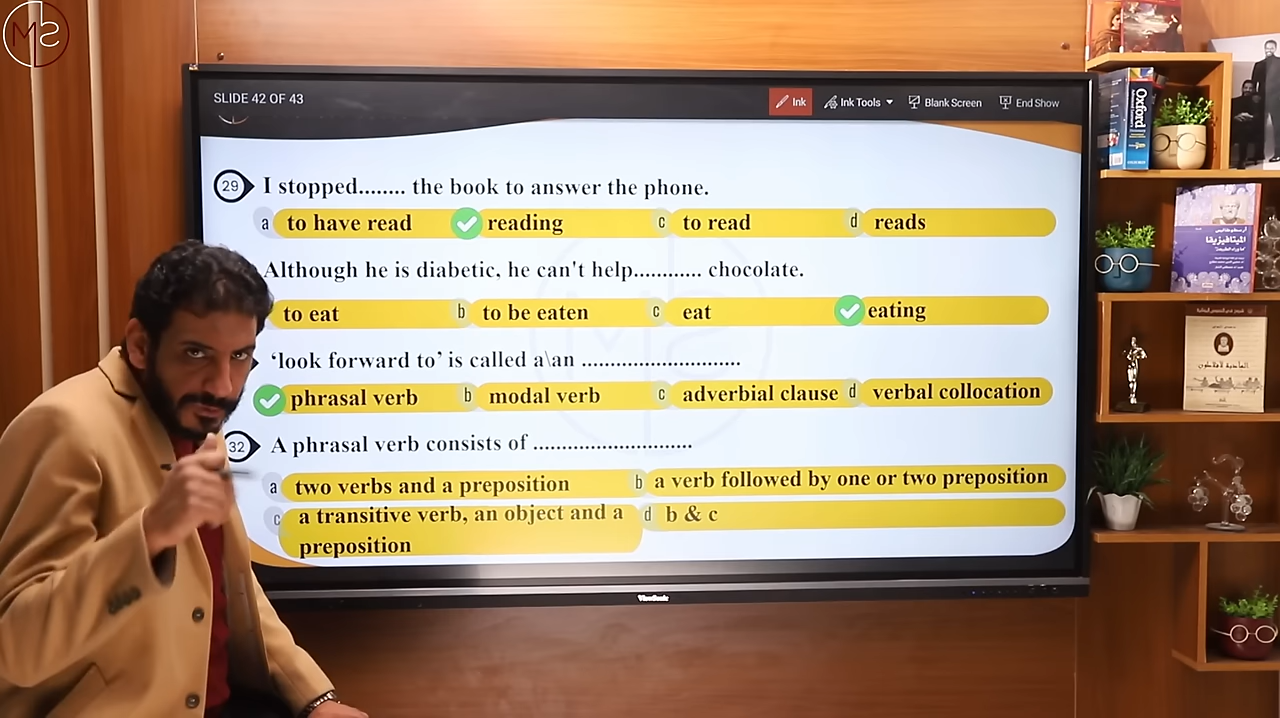 MS
SLIDE 42 OF 43
Ink
Ink Tools
Blank Screen
End Show
29 I stopped........ the book to answer the phone.
a to have read reading c to read d reads
Although he is diabetic, he can't help............ chocolate.
to eat b to be eaten c eat eating
‘look forward to’ is called a\an ............................
phrasal verb b modal verb c adverbial clause d verbal collocation
32 A phrasal verb consists of ............................
a two verbs and a preposition b a verb followed by one or two preposition
c a transitive verb, an object and a d b & c
preposition
ViewSonic
Oxford
الميتافيزيقا